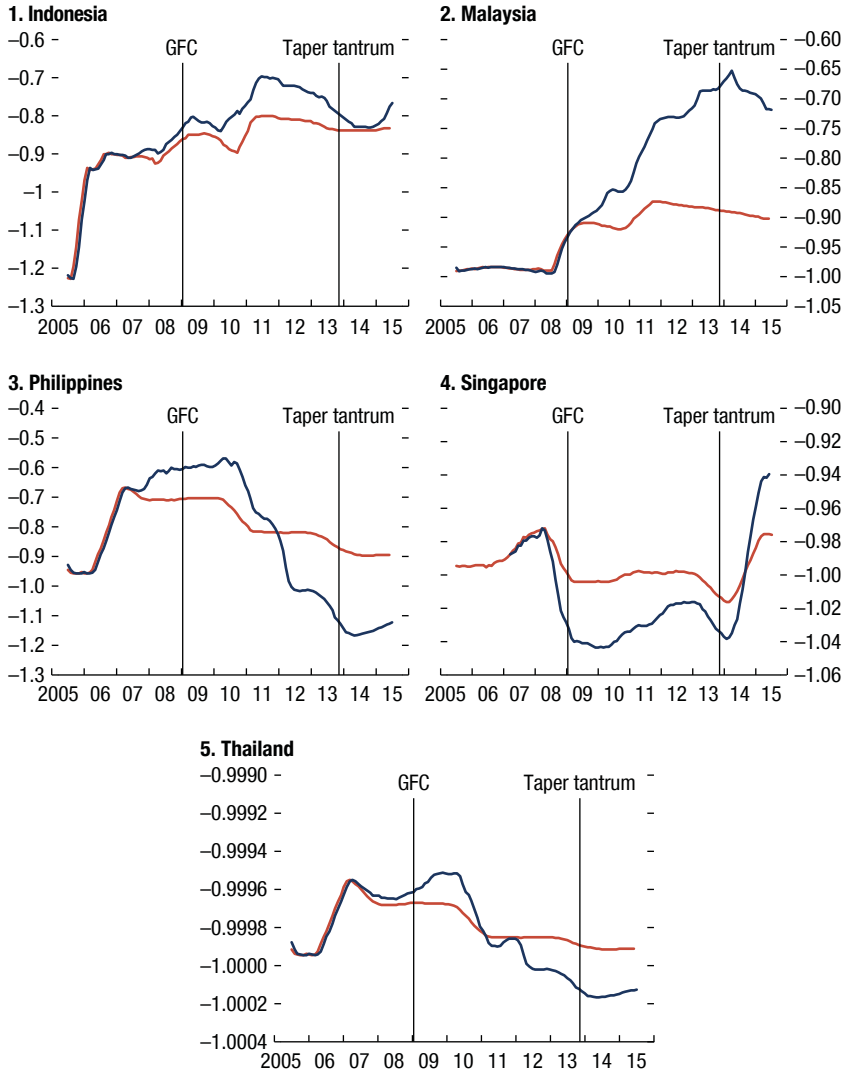 1. Indonesia
GFC
Taper tantrum
–0.6
–0.7
–0.8
–0.9
–1
–1.1
–1.2
–1.3
2005 06 07 08 09 10 11 12 13 14 15
2. Malaysia
GFC
Taper tantrum
–0.60
–0.65
–0.70
–0.75
–0.80
–0.85
–0.90
–0.95
–1.00
–1.05
2005 06 07 08 09 10 11 12 13 14 15
3. Philippines
GFC
Taper tantrum
–0.4
–0.5
–0.6
–0.7
–0.8
–0.9
–1.0
–1.1
–1.2
–1.3
2005 06 07 08 09 10 11 12 13 14 15
4. Singapore
GFC
Taper tantrum
–0.90
–0.92
–0.94
–0.96
–0.98
–1.00
–1.02
–1.04
–1.06
2005 06 07 08 09 10 11 12 13 14 15
5. Thailand
GFC
Taper tantrum
–0.9990
–0.9992
–0.9994
–0.9996
–0.9998
–1.0000
–1.0002
–1.0004
2005 06 07 08 09 10 11 12 13 14 15